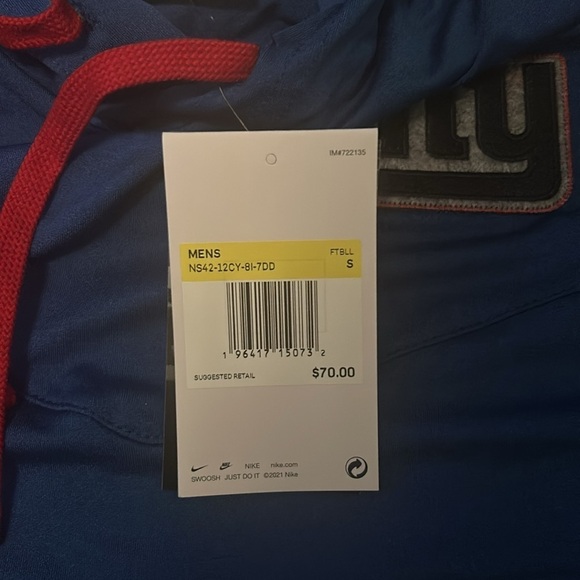 ny
IM#722135
MENS FTBLL
NS42-12CY-8I-7DD S
1 96417 15073 2
SUGGESTED RETAIL $70.00
NIKE nike.com
SWOOSH JUST DO IT ©2021 Nike